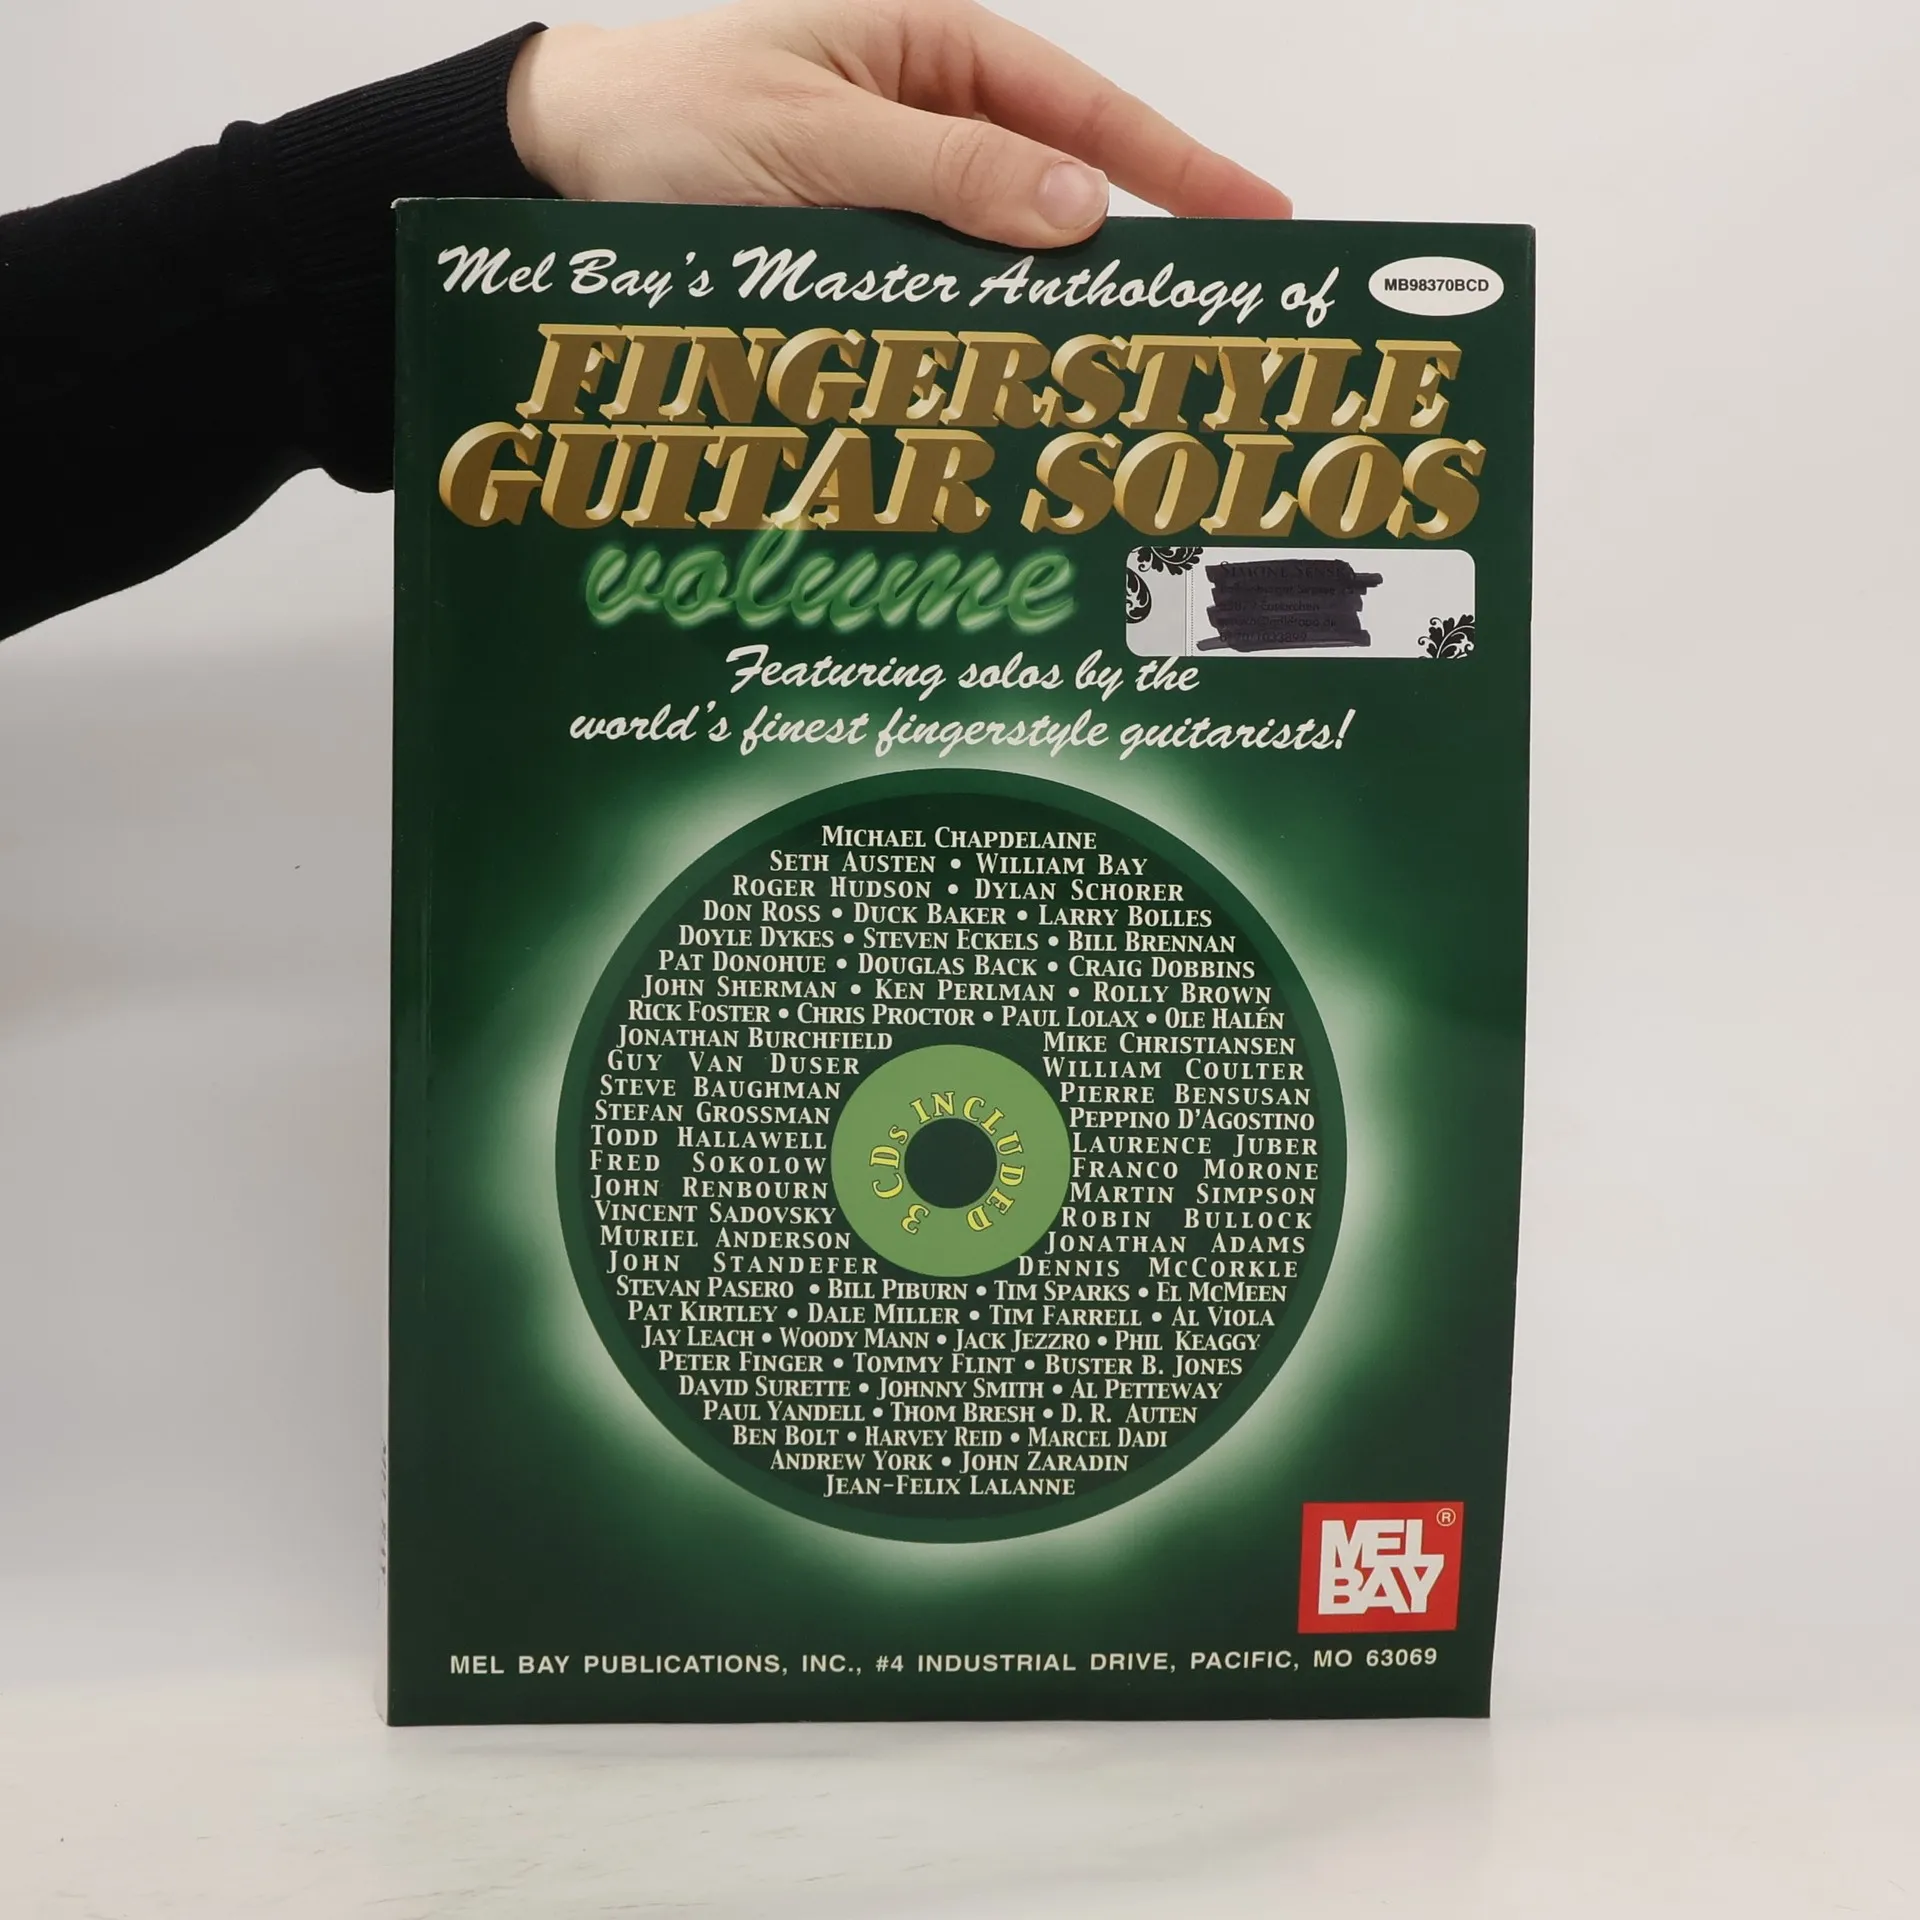 Mel Bay's Master Anthology of
MB98370BCD
FINGERSTYLE
GUITAR SOLOS
volume
Featuring solos by the
world's finest fingerstyle guitarists!
MICHAEL CHAPDELAINE
SETH AUSTEN • WILLIAM BAY
ROGER HUDSON • DYLAN SCHORER
DON ROSS • DUCK BAKER • LARRY BOLLES
DOYLE DYKES • STEVEN ECKELS • BILL BRENNAN
PAT DONOHUE • DOUGLAS BACK • CRAIG DOBBINS
JOHN SHERMAN • KEN PERLMAN • ROLLY BROWN
RICK FOSTER • CHRIS PROCTOR • PAUL LOLAX • OLE HALÉN
JONATHAN BURCHFIELD MIKE CHRISTIANSEN
GUY VAN DUSER WILLIAM COULTER
STEVE BAUGHMAN PIERRE BENSUSAN
STEFAN GROSSMAN PEPPINO D'AGOSTINO
TODD HALLAWELL LAURENCE JUBER
FRED SOKOLOW FRANCO MORONE
JOHN RENBOURN MARTIN SIMPSON
VINCENT SADOVSKY ROBIN BULLOCK
MURIEL ANDERSON JONATHAN ADAMS
JOHN STANDEFER DENNIS MCCORKLE
3 CDs INCLUDED
STEVAN PASERO • BILL PIBURN • TIM SPARKS • EL MCMEEN
PAT KIRTLEY • DALE MILLER • TIM FARRELL • AL VIOLA
JAY LEACH • WOODY MANN • JACK JEZZRO • PHIL KEAGGY
PETER FINGER • TOMMY FLINT • BUSTER B. JONES
DAVID SURETTE • JOHNNY SMITH • AL PETTEWAY
PAUL YANDELL • THOM BRESH • D. R. AUTEN
BEN BOLT • HARVEY REID • MARCEL DADI
ANDREW YORK • JOHN ZARADIN
JEAN-FELIX LALANNE
MEL ®
BAY
MEL BAY PUBLICATIONS, INC., #4 INDUSTRIAL DRIVE, PACIFIC, MO 63069